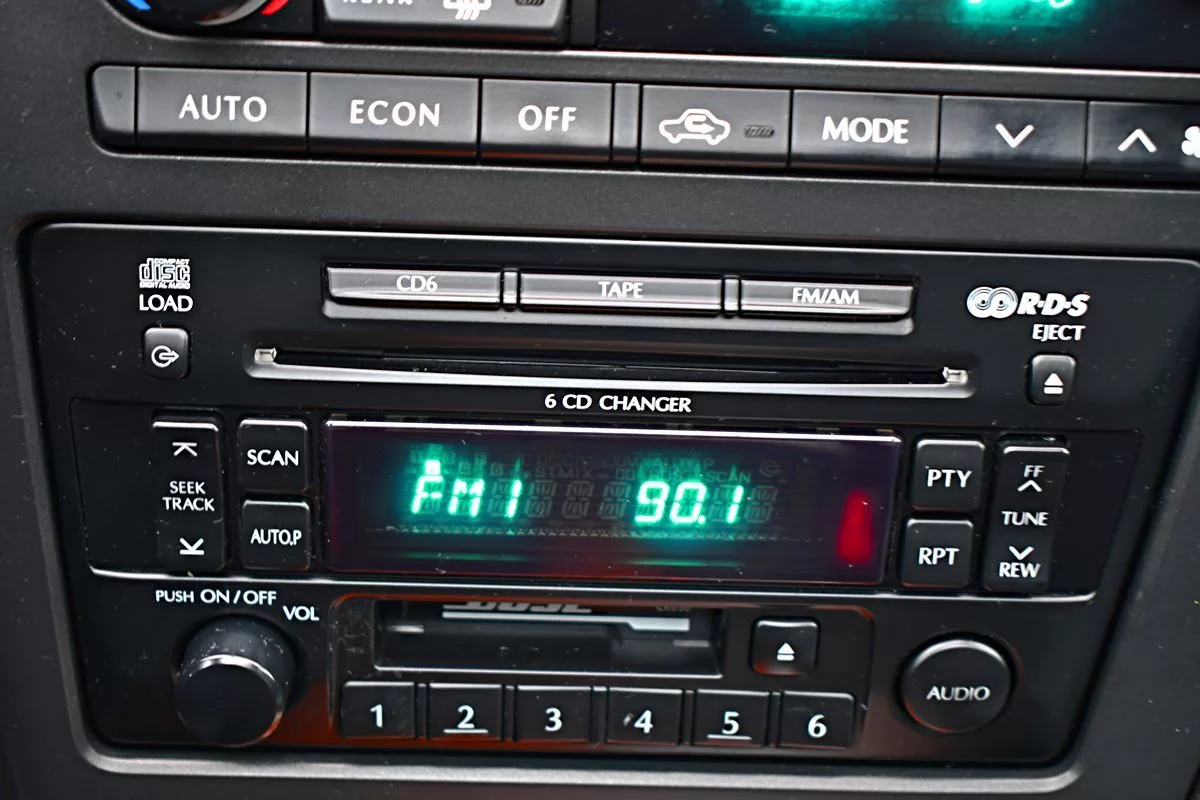 AUTO ECON OFF MODE
COMPACT
disc
DIGITAL AUDIO
LOAD
CD6 TAPE FM/AM
R·D·S
EJECT
6 CD CHANGER
SEEK
TRACK
SCAN
AUTO.P
FM1 90.1
PTY
RPT
FF
TUNE
REW
PUSH ON/OFF
VOL
BOSE
AUDIO
1 2 3 4 5 6